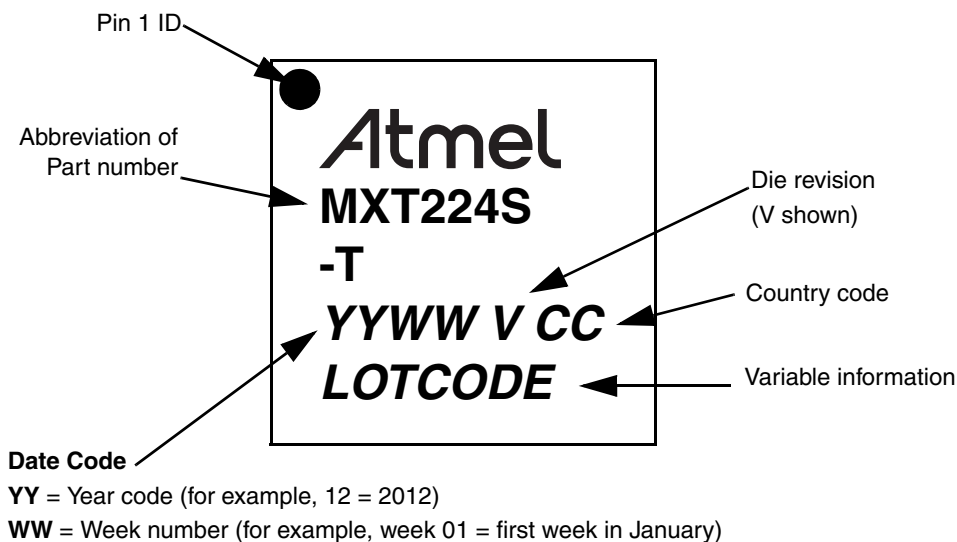 Pin 1 ID
Abbreviation of
Part number
Atmel
MXT224S
-T
YYWW V CC
LOTCODE
Die revision
(V shown)
Country code
Variable information
Date Code
YY = Year code (for example, 12 = 2012)
WW = Week number (for example, week 01 = first week in January)